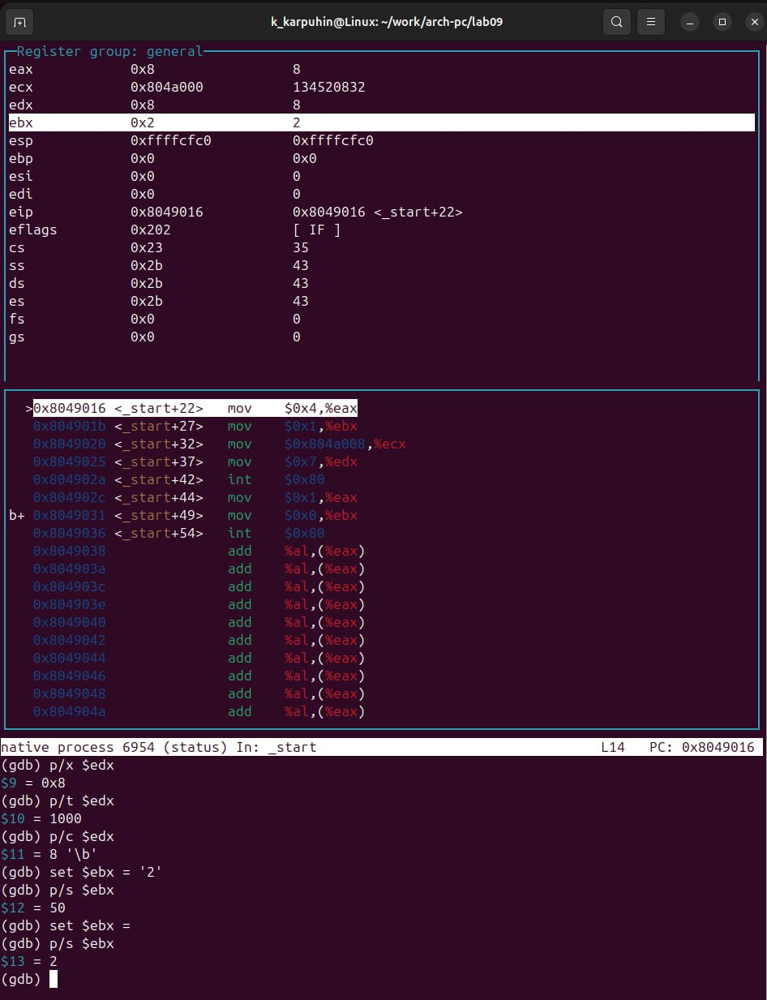 k_karpuhin@Linux: ~/work/arch-pc/lab09
Register group: general
eax 0x8 8
ecx 0x804a000 134520832
edx 0x8 8
ebx 0x2 2
esp 0xffffcfc0 0xffffcfc0
ebp 0x0 0x0
esi 0x0 0
edi 0x0 0
eip 0x8049016 0x8049016 <_start+22>
eflags 0x202 [ IF ]
cs 0x23 35
ss 0x2b 43
ds 0x2b 43
es 0x2b 43
fs 0x0 0
gs 0x0 0
>0x8049016 <_start+22> mov $0x4,%eax
0x804901b <_start+27> mov $0x1,%ebx
0x8049020 <_start+32> mov $0x804a008,%ecx
0x8049025 <_start+37> mov $0x7,%edx
0x804902a <_start+42> int $0x80
0x804902c <_start+44> mov $0x1,%eax
b+ 0x8049031 <_start+49> mov $0x0,%ebx
0x8049036 <_start+54> int $0x80
0x8049038 add %al,(%eax)
0x804903a add %al,(%eax)
0x804903c add %al,(%eax)
0x804903e add %al,(%eax)
0x8049040 add %al,(%eax)
0x8049042 add %al,(%eax)
0x8049044 add %al,(%eax)
0x8049046 add %al,(%eax)
0x8049048 add %al,(%eax)
0x804904a add %al,(%eax)
native process 6954 (status) In: _start L14 PC: 0x8049016
(gdb) p/x $edx
$9 = 0x8
(gdb) p/t $edx
$10 = 1000
(gdb) p/c $edx
$11 = 8 '\b'
(gdb) set $ebx = '2'
(gdb) p/s $ebx
$12 = 50
(gdb) set $ebx =
(gdb) p/s $ebx
$13 = 2
(gdb)